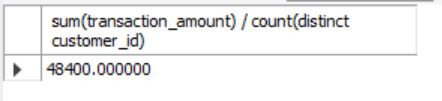 sum(transaction_amount) / count(distinct
customer_id)
48400.000000